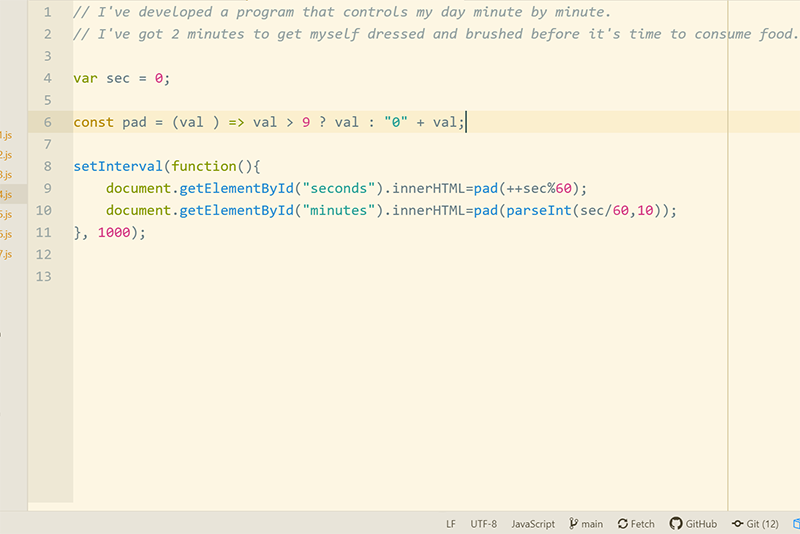 1 // I've developed a program that controls my day minute by minute.
2 // I've got 2 minutes to get myself dressed and brushed before it's time to consume food.
3
4 var sec = 0;
5
6 const pad = (val ) => val > 9 ? val : "0" + val;
7
8 setInterval(function(){
9     document.getElementById("seconds").innerHTML=pad(++sec%60);
10     document.getElementById("minutes").innerHTML=pad(parseInt(sec/60,10));
11 }, 1000);
12
13
1.js
2.js
3.js
4.js
5.js
6.js
7.js
LF UTF-8 JavaScript main Fetch GitHub Git (12)